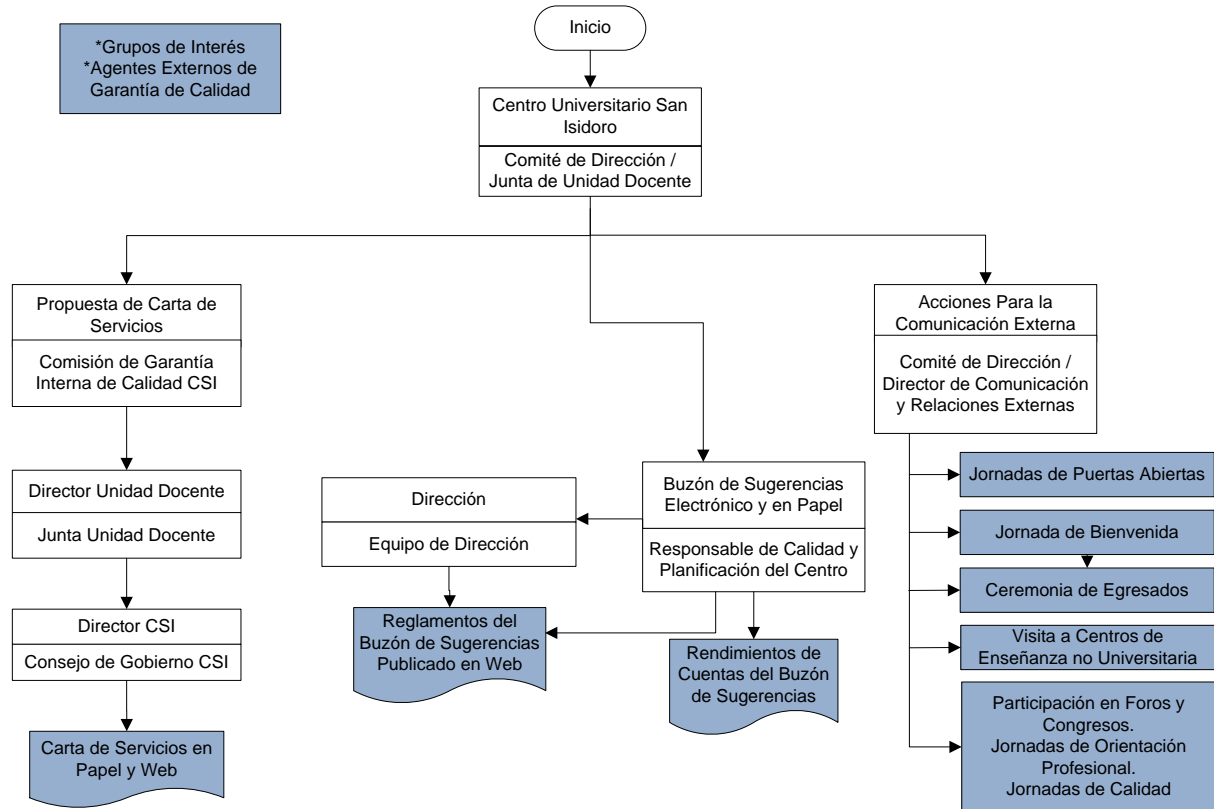 Inicio
*Grupos de Interés
*Agentes Externos de
Garantía de Calidad
Centro Universitario San
Isidoro
Comité de Dirección /
Junta de Unidad Docente
Propuesta de Carta de
Servicios
Comisión de Garantía
Interna de Calidad CSI
Director Unidad Docente
Junta Unidad Docente
Director CSI
Consejo de Gobierno CSI
Carta de Servicios en
Papel y Web
Dirección
Equipo de Dirección
Reglamentos del
Buzón de Sugerencias
Publicado en Web
Buzón de Sugerencias
Electrónico y en Papel
Responsable de Calidad y
Planificación del Centro
Rendimientos de
Cuentas del Buzón
de Sugerencias
Acciones Para la
Comunicación Externa
Comité de Dirección /
Director de Comunicación
y Relaciones Externas
Jornadas de Puertas Abiertas
Jornada de Bienvenida
Ceremonia de Egresados
Visita a Centros de
Enseñanza no Universitaria
Participación en Foros y
Congresos.
Jornadas de Orientación
Profesional.
Jornadas de Calidad